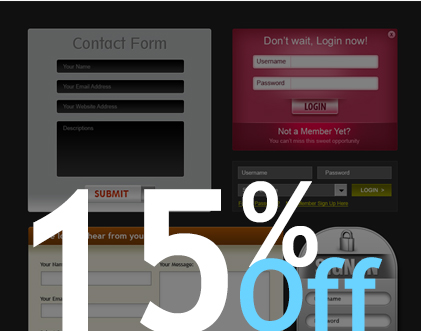 Contact Form
Your Name
Your Email Address
Your Website Address
Descriptions
SUBMIT
Don't wait, Login now!
Username
Password
LOGIN
Not a Member Yet?
You can't miss this sweet opportunity
Username
Password
LOGIN >
Member Sign Up Here
hear from you
Your Name
Your Message:
Your Email
15%
Off